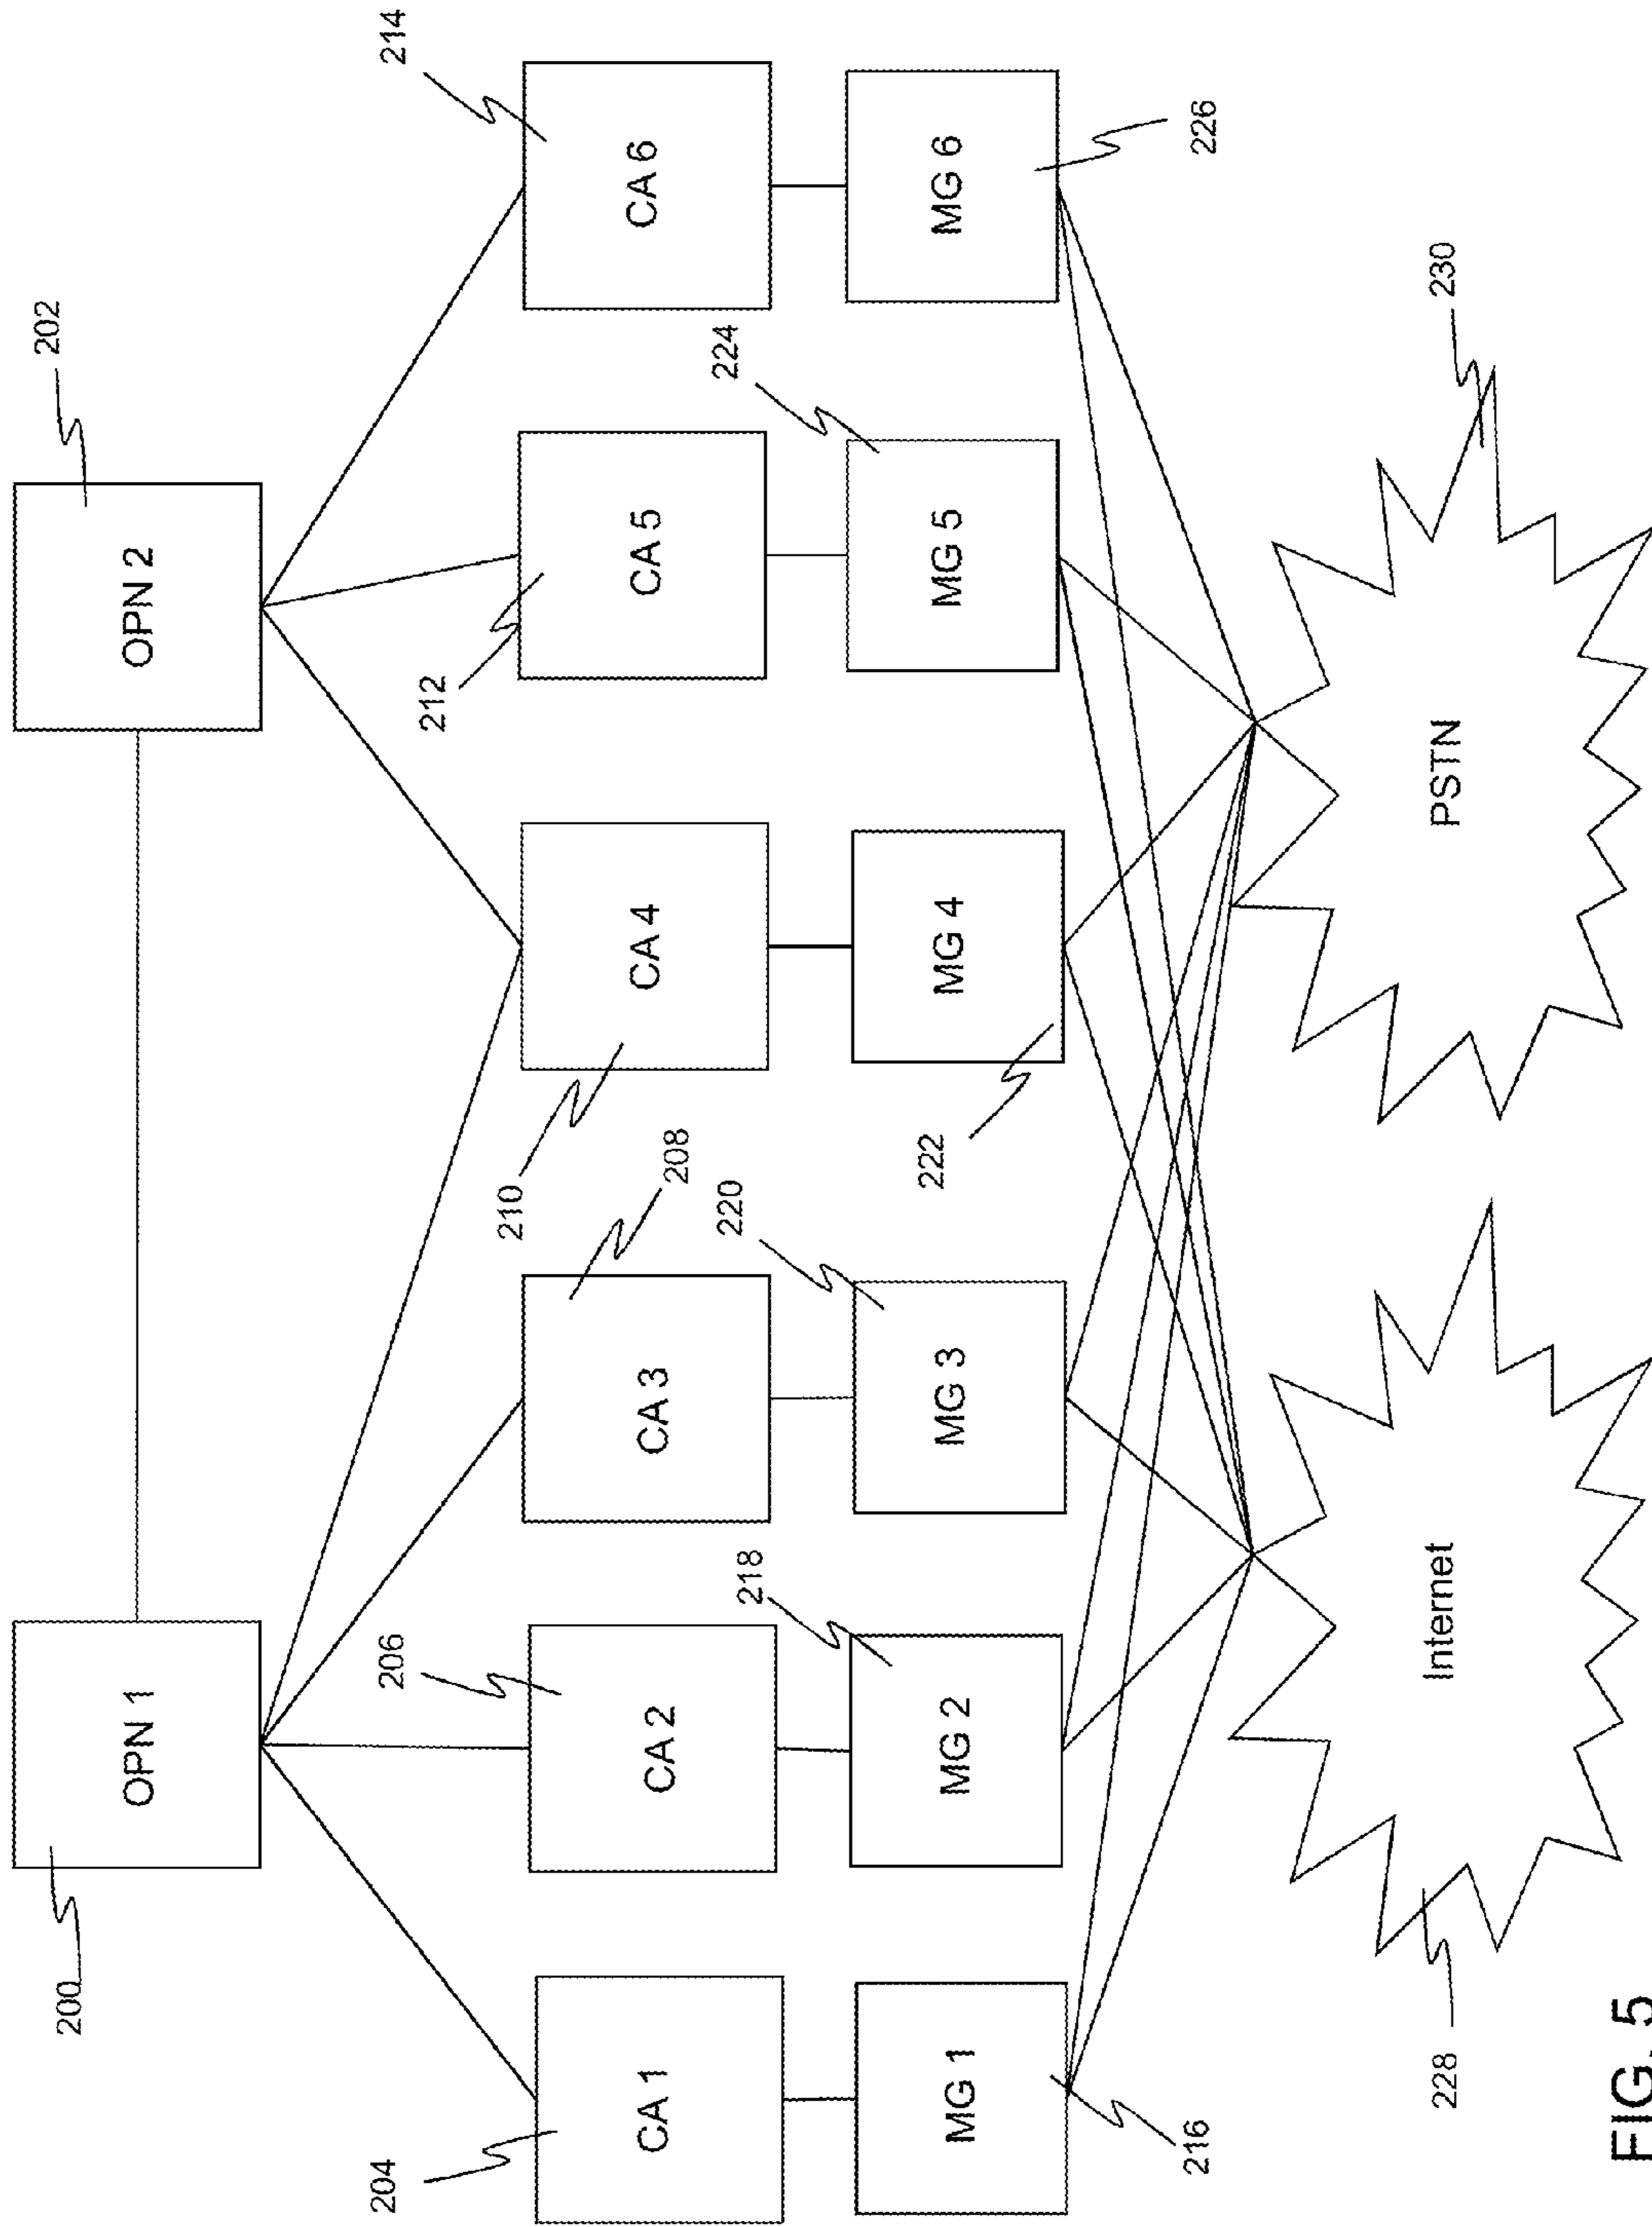 200
OPN 1
OPN 2
202
204
206
208
210
212
214
CA 1
CA 2
CA 3
CA 4
CA 5
CA 6
216
218
220
222
224
226
MG 1
MG 2
MG 3
MG 4
MG 5
MG 6
228
Internet
PSTN
230
FIG. 5